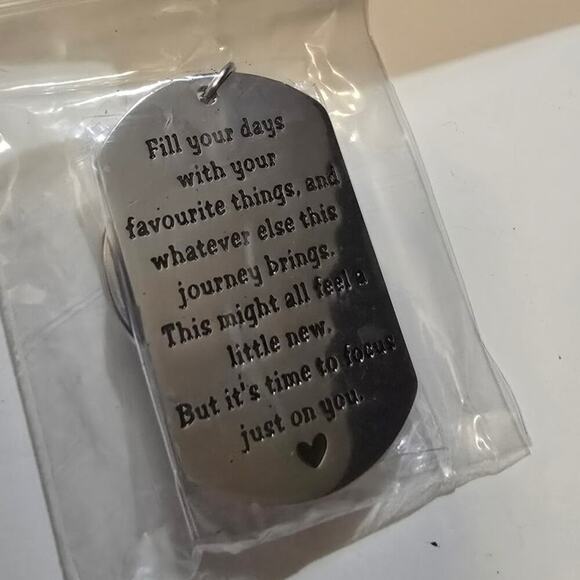 Fill your days
with your
favourite things, and
whatever else this
journey brings.
This might all feel a
little new.
But it's time to focus
just on you.